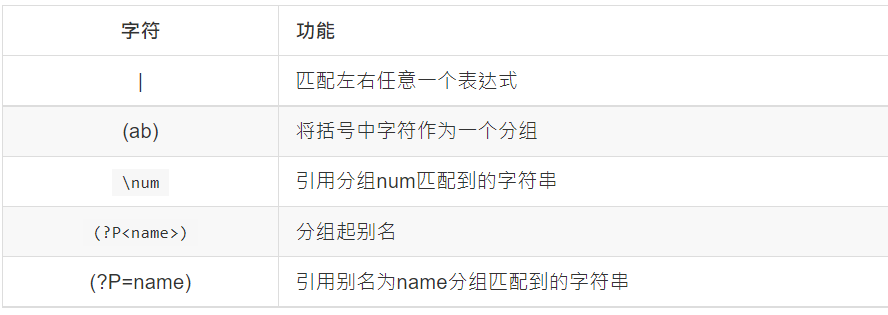 字符 功能
| 匹配左右任意一个表达式
(ab) 将括号中字符作为一个分组
\num 引用分组num匹配到的字符串
(?P<name>) 分组起别名
(?P=name) 引用别名为name分组匹配到的字符串